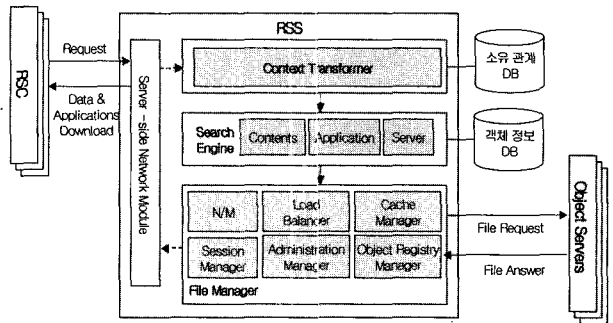 RSS
RSC
Request
Data &
Applications
Download
Server-side Network Module
Context Transformer
소유 관계
DB
Search
Engine
Contents
Application
Server
객체 정보
DB
N/M
Load
Balancer
Cache
Manager
Session
Manager
Administration
Manager
Object Registry
Manager
File Manager
File Request
File Answer
Object Servers